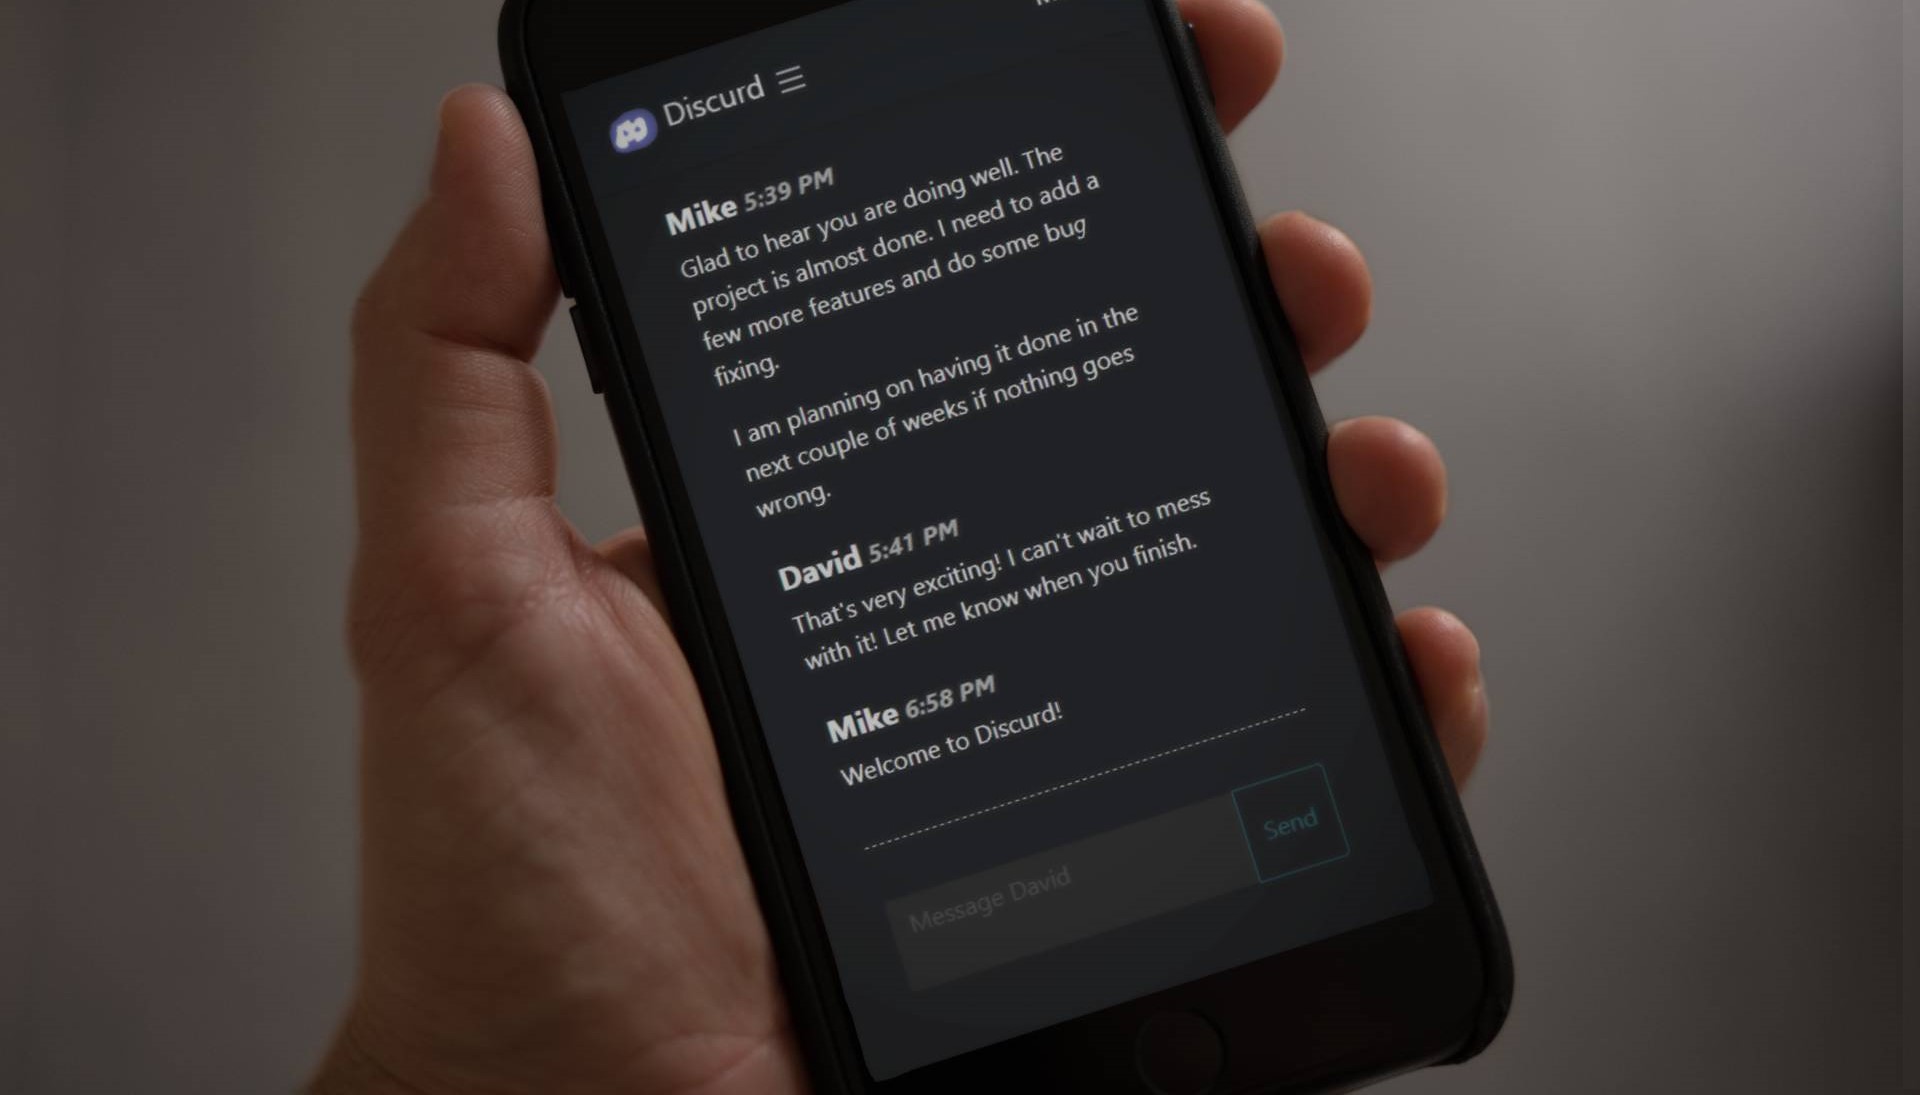 Discurd
Mike 5:39 PM
Glad to hear you are doing well. The
project is almost done. I need to add a
few more features and do some bug
fixing.
I am planning on having it done in the
next couple of weeks if nothing goes
wrong.
David 5:41 PM
That's very exciting! I can't wait to mess
with it! Let me know when you finish.
Mike 6:58 PM
Welcome to Discurd!
Message David
Send